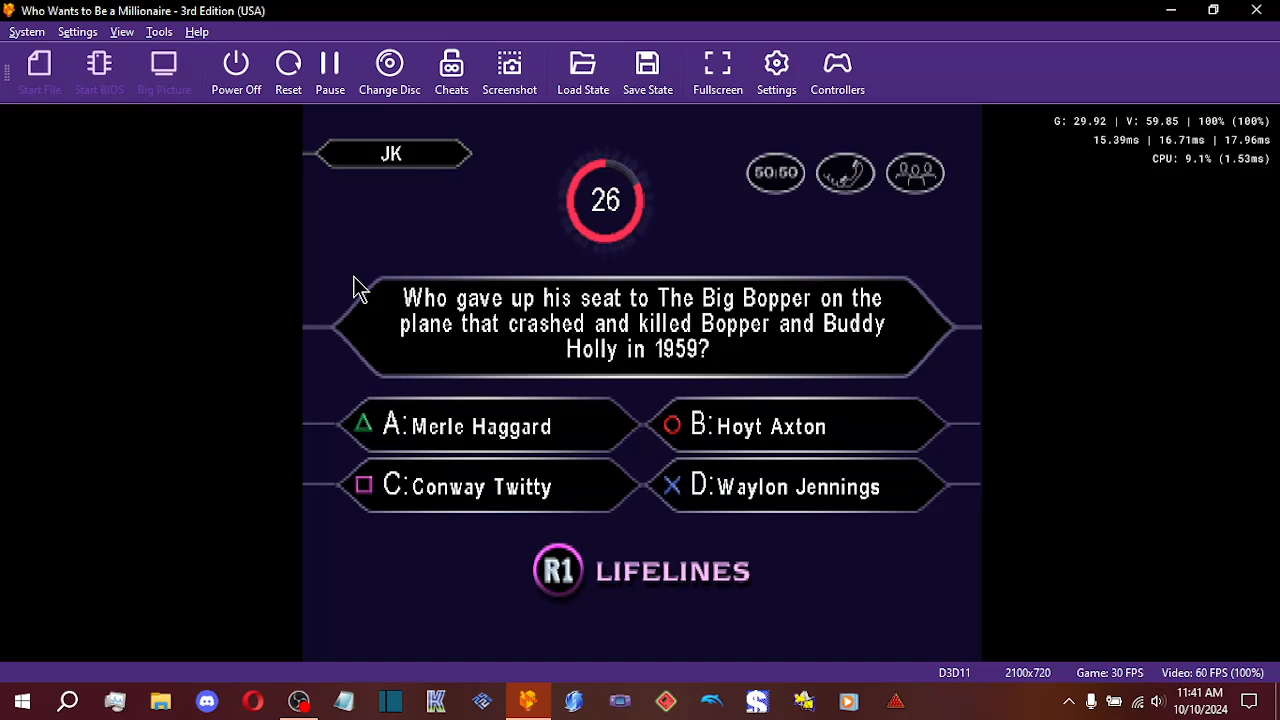 Who Wants to Be a Millionaire - 3rd Edition (USA)
System Settings View Tools Help
Start File Start BIOS Big Picture Power Off Reset Pause Change Disc Cheats Screenshot Load State Save State Fullscreen Settings Controllers
G: 29.92 | V: 59.85 | 100% (100%)
15.39ms | 16.71ms | 17.96ms
CPU: 9.1% (1.53ms)
JK
26
50:50
Who gave up his seat to The Big Bopper on the
plane that crashed and killed Bopper and Buddy
Holly in 1959?
A: Merle Haggard
B: Hoyt Axton
C: Conway Twitty
D: Waylon Jennings
R1 LIFELINES
D3D11 2100x720 Game: 30 FPS Video: 60 FPS (100%)
11:41 AM
10/10/2024